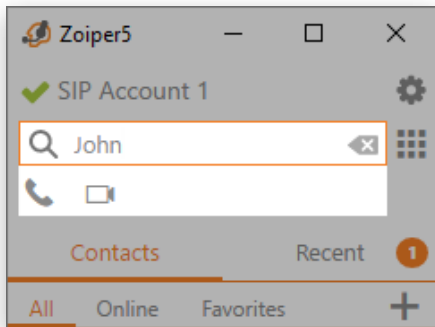 Zoiper5
SIP Account 1
John
Contacts Recent 1
All Online Favorites